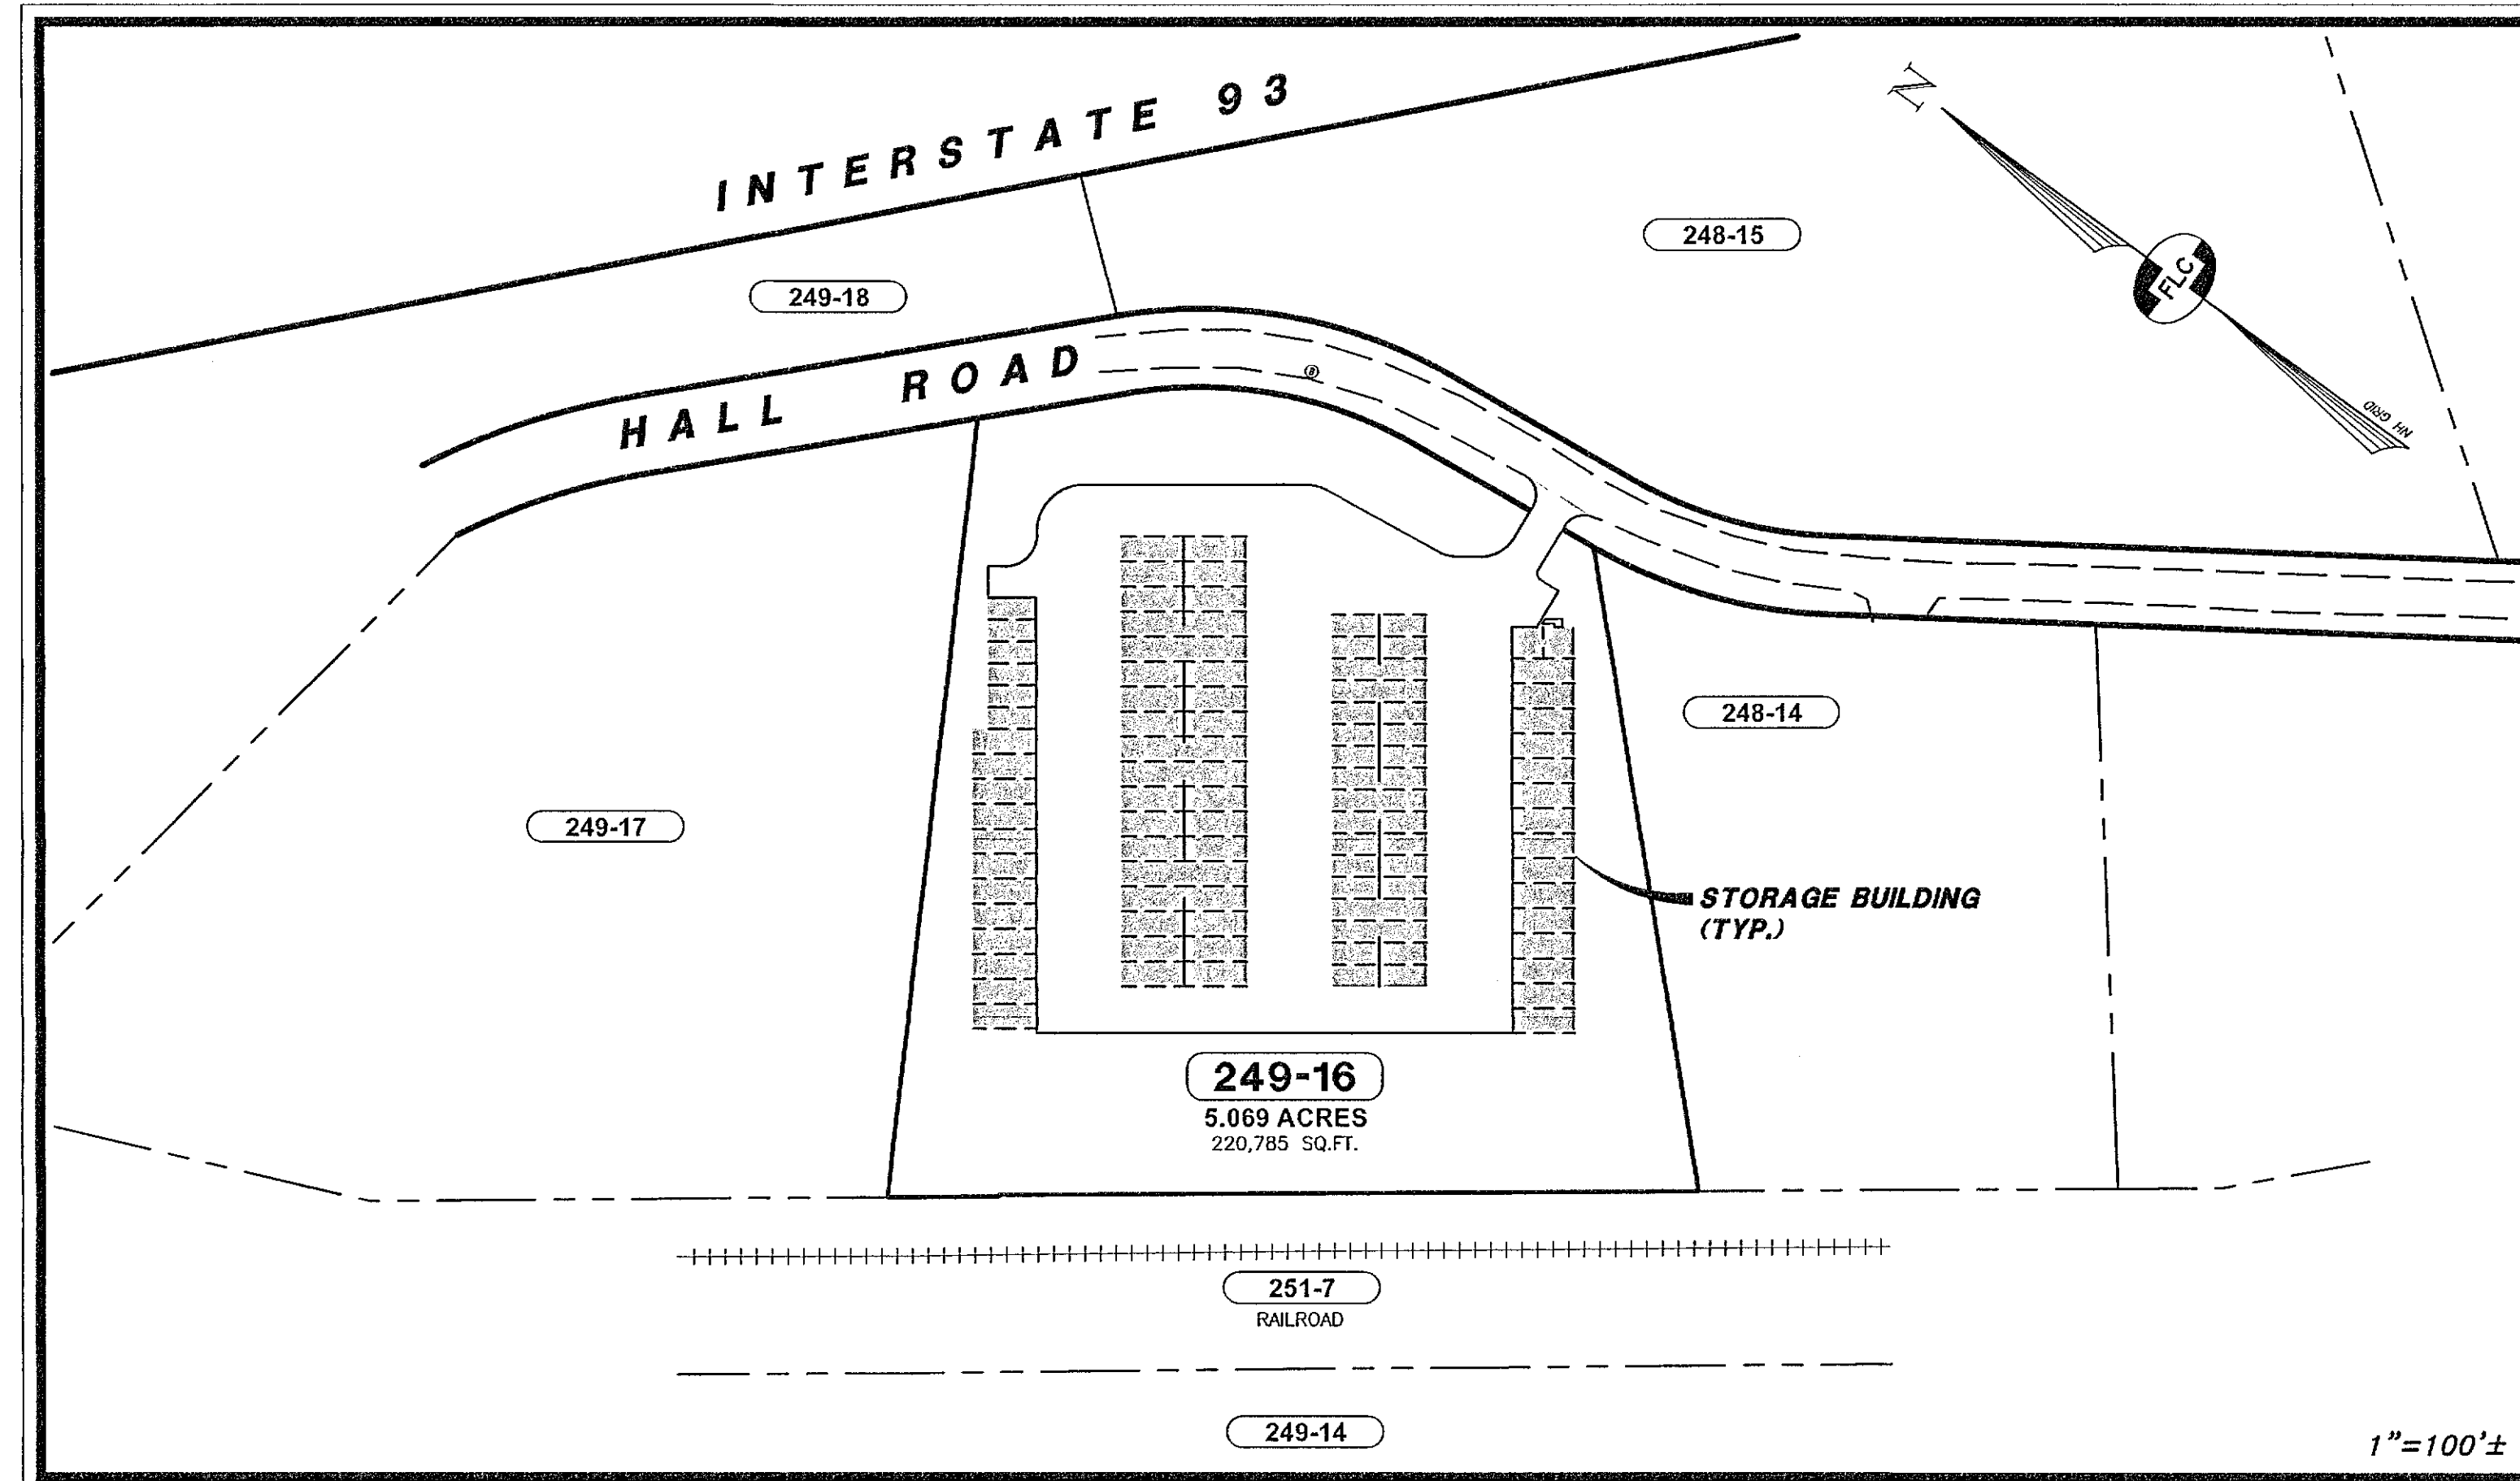 INTERSTATE 93
N
248-15
249-18
FLC
HALL ROAD
B
NH GRID
248-14
249-17
STORAGE BUILDING
(TYP.)
249-16
5.069 ACRES
220,785 SQ.FT.
251-7
RAILROAD
249-14
1"=100'±